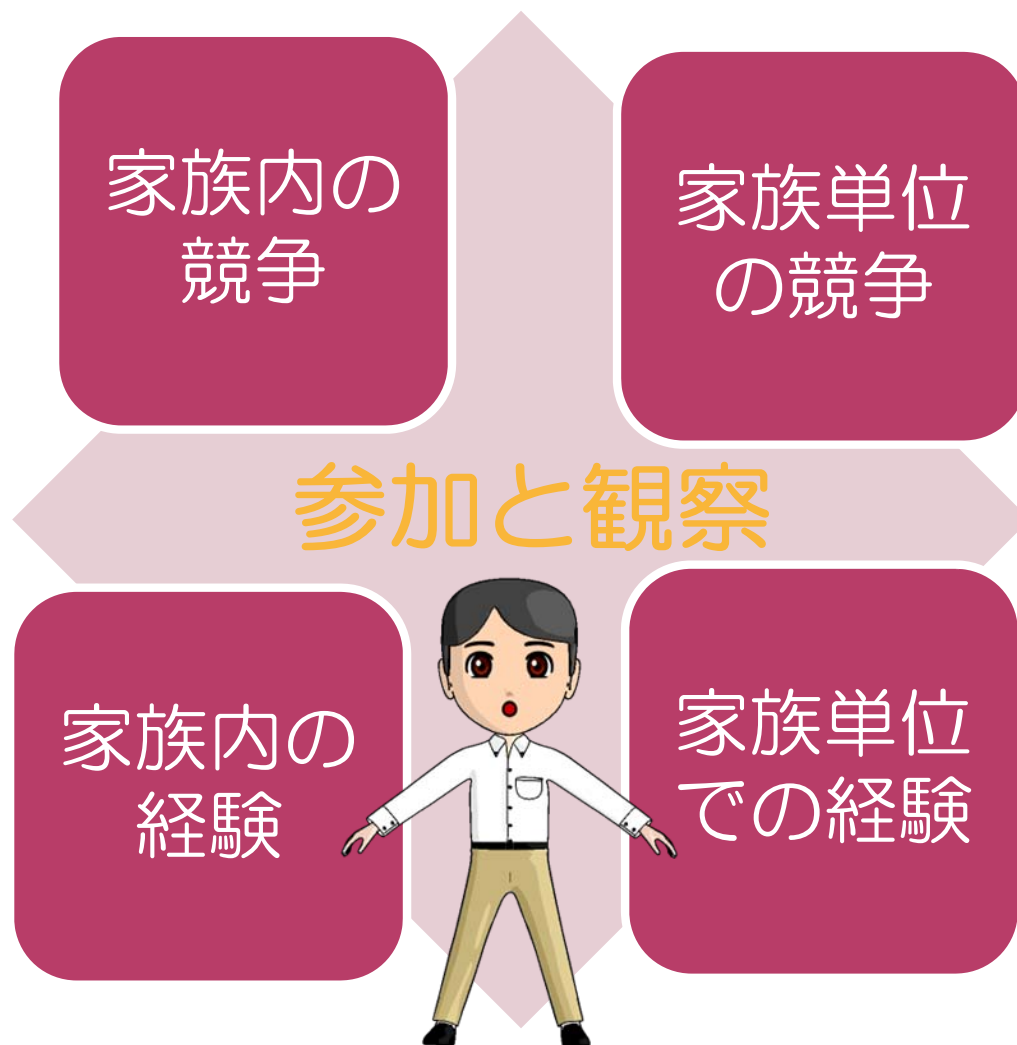 家族内の
競争
家族単位
の競争
参加と観察
家族内の
経験
家族単位
での経験